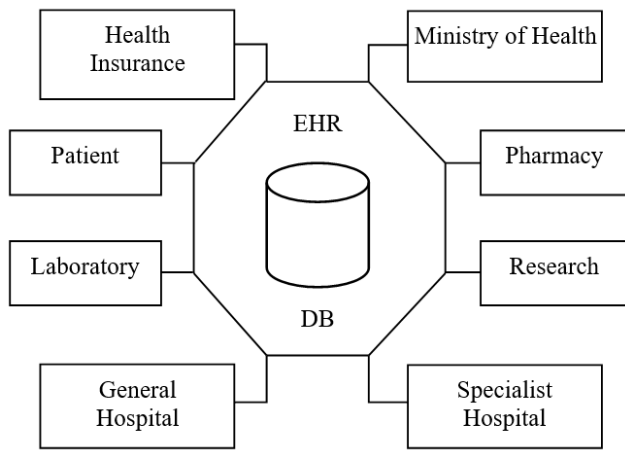 Health
Insurance
Ministry of Health
EHR
Patient
Pharmacy
Laboratory
Research
DB
General
Hospital
Specialist
Hospital